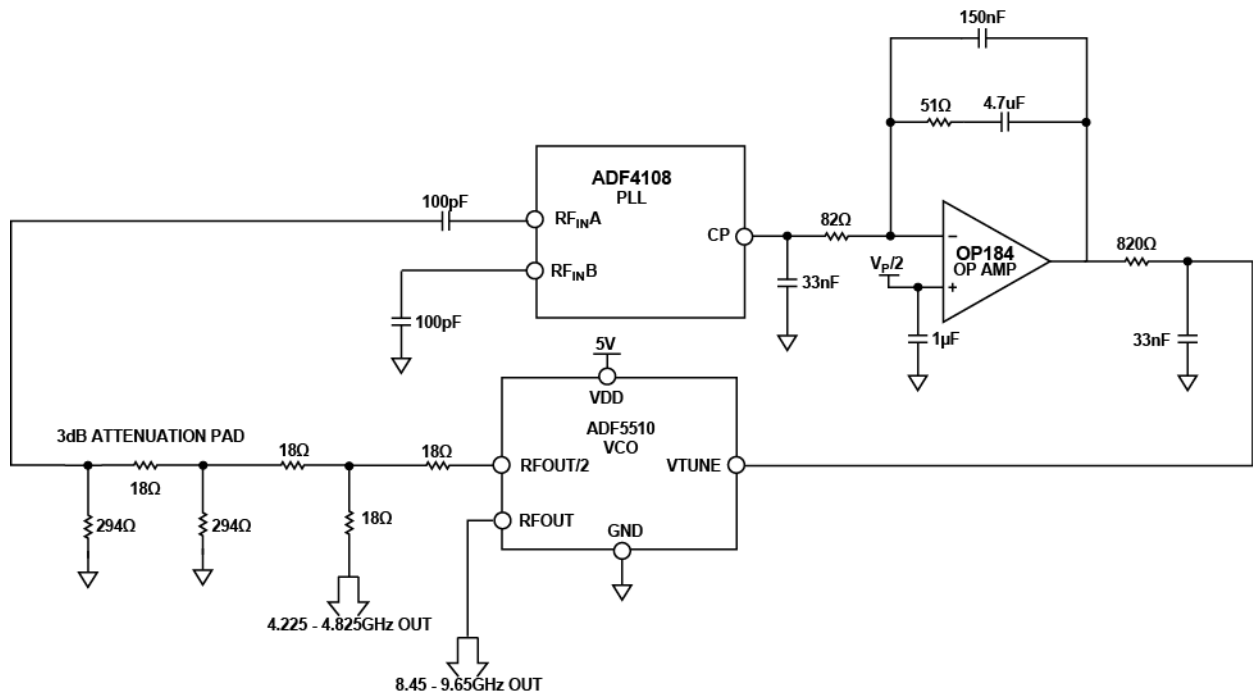 150nF
51Ω
4.7uF
ADF4108
PLL
100pF
RFINA
CP
82Ω
RFINB
100pF
33nF
VP/2
−
OP184
OP AMP
+
1µF
820Ω
33nF
5V
VDD
ADF5510
VCO
3dB ATTENUATION PAD
18Ω
18Ω
18Ω
RFOUT/2
VTUNE
294Ω
294Ω
18Ω
RFOUT
GND
4.225 - 4.825GHz OUT
8.45 - 9.65GHz OUT